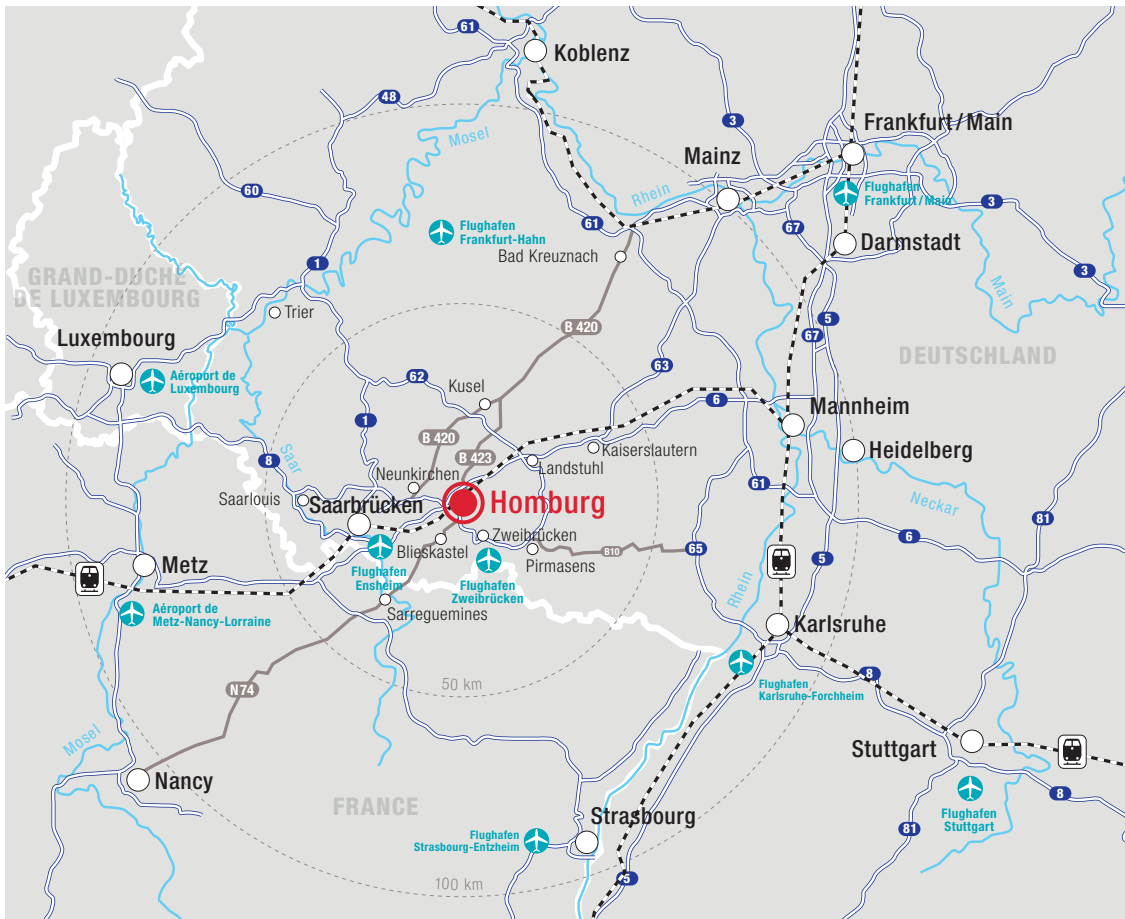 61
Koblenz
48
Mosel
3
Frankfurt/Main
Mainz
60
Rhein
Flughafen
Frankfurt/Main
3
61
67
Flughafen
Frankfurt-Hahn
Darmstadt
Bad Kreuznach
1
3
GRAND-DUCHE
DE LUXEMBOURG
Main
Trier
5
B 420
67
Luxembourg
DEUTSCHLAND
63
Aéroport de
Luxembourg
62
Kusel
6
Mannheim
1
B 420
Heidelberg
Saar
8
B 423
Kaiserslautern
Landstuhl
Neunkirchen
61
Saarlouis
Saarbrücken
Homburg
Neckar
81
Zweibrücken
6
65
B10
Blieskastel
Pirmasens
5
Metz
Flughafen
Ensheim
Flughafen
Zweibrücken
Rhein
Aéroport de
Metz-Nancy-Lorraine
Sarreguemines
Karlsruhe
Flughafen
Karlsruhe-Forchheim
8
50 km
N74
Mosel
Stuttgart
Nancy
8
FRANCE
Strasbourg
Flughafen
Stuttgart
81
Flughafen
Strasbourg-Entzheim
5
100 km